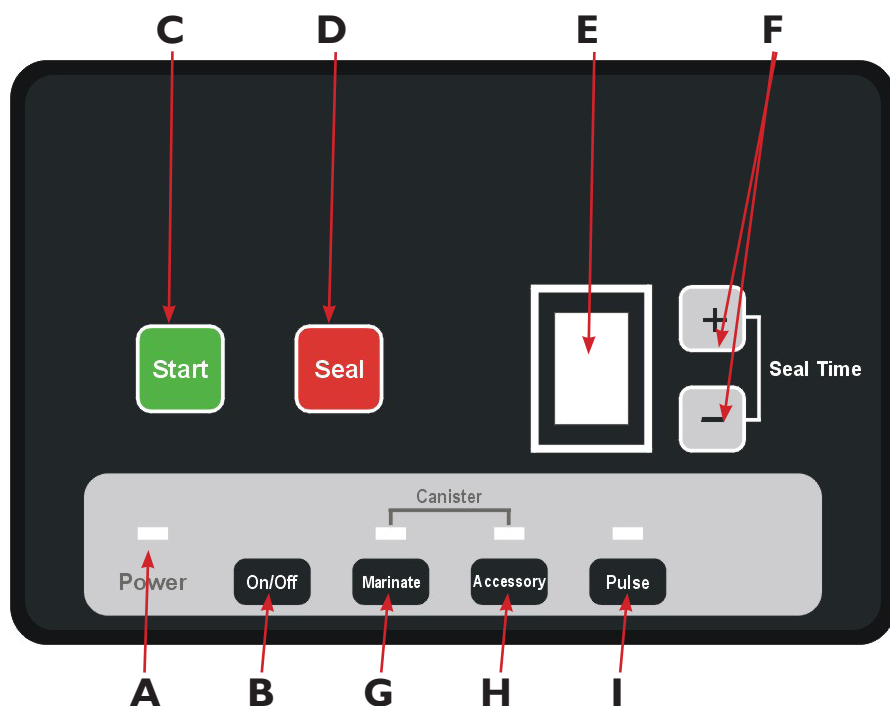 C D E F
+
Start Seal Seal Time
−
Canister
Power On/Off Marinate Accessory Pulse
A B G H I